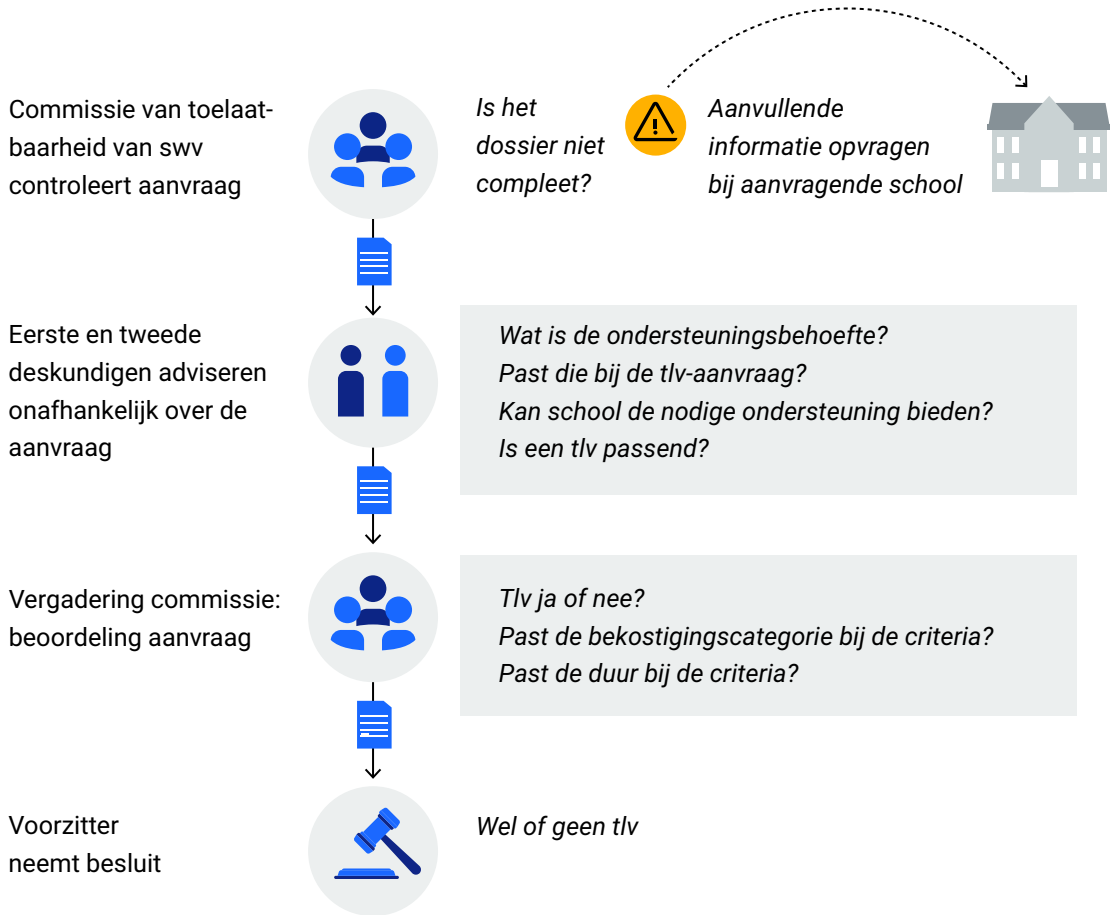 Commissie van toelaat-
baarheid van swv
controleert aanvraag
Is het
dossier niet
compleet?
Aanvullende
informatie opvragen
bij aanvragende school
Eerste en tweede
deskundigen adviseren
onafhankelijk over de
aanvraag
Wat is de ondersteuningsbehoefte?
Past die bij de tlv-aanvraag?
Kan school de nodige ondersteuning bieden?
Is een tlv passend?
Vergadering commissie:
beoordeling aanvraag
Tlv ja of nee?
Past de bekostigingscategorie bij de criteria?
Past de duur bij de criteria?
Voorzitter
neemt besluit
Wel of geen tlv